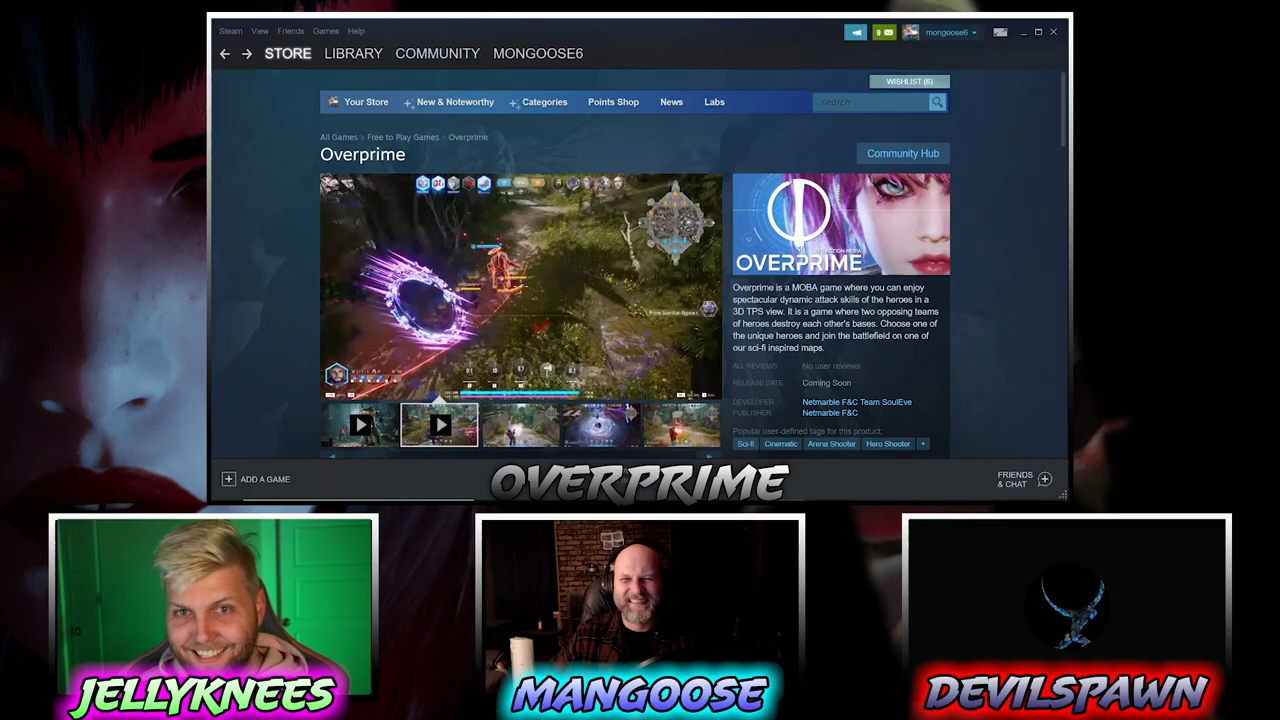 Steam View Friends Games Help
9 mongoose6
STORE LIBRARY COMMUNITY MONGOOSE6
WISHLIST (6)
Your Store New & Noteworthy Categories Points Shop News Labs search
All Games > Free to Play Games > Overprime
Overprime
Community Hub
OVERPRIME
Overprime is a MOBA game where you can enjoy
spectacular dynamic attack skills of the heroes in a
3D TPS view. It is a game where two opposing teams
of heroes destroy each other's bases. Choose one of
the unique heroes and join the battlefield on one of
our sci-fi inspired maps.
ALL REVIEWS: No user reviews
RELEASE DATE: Coming Soon
DEVELOPER: Netmarble F&C Team SoulEve
PUBLISHER: Netmarble F&C
Popular user-defined tags for this product:
Sci-fi Cinematic Arena Shooter Hero Shooter +
ADD A GAME
FRIENDS
& CHAT
OVERPRIME
JELLYKNEES
MANGOOSE
DEVILSPAWN